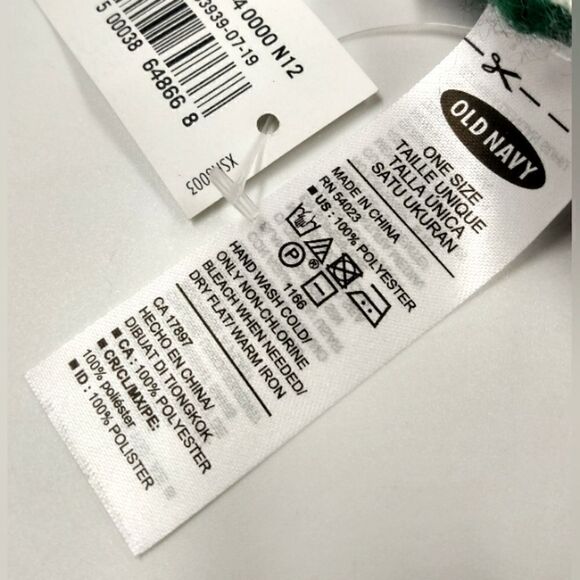 4 0000 N12
3939-07-19
5 00038 64866 8
OLD NAVY
ONE SIZE
TAILLE UNIQUE
TALLA ÚNICA
SATU UKURAN
MADE IN CHINA
RN 54023
■ US : 100% POLYESTER
1166
HAND WASH COLD/
ONLY NON-CHLORINE
BLEACH WHEN NEEDED/
DRY FLAT/ WARM IRON
CA 17897
HECHO EN CHINA/
DIBUAT DI TIONGKOK
■ CA : 100% POLYESTER
■ CR/CL/MX/PE:
100% poliéster
■ ID : 100% POLISTER